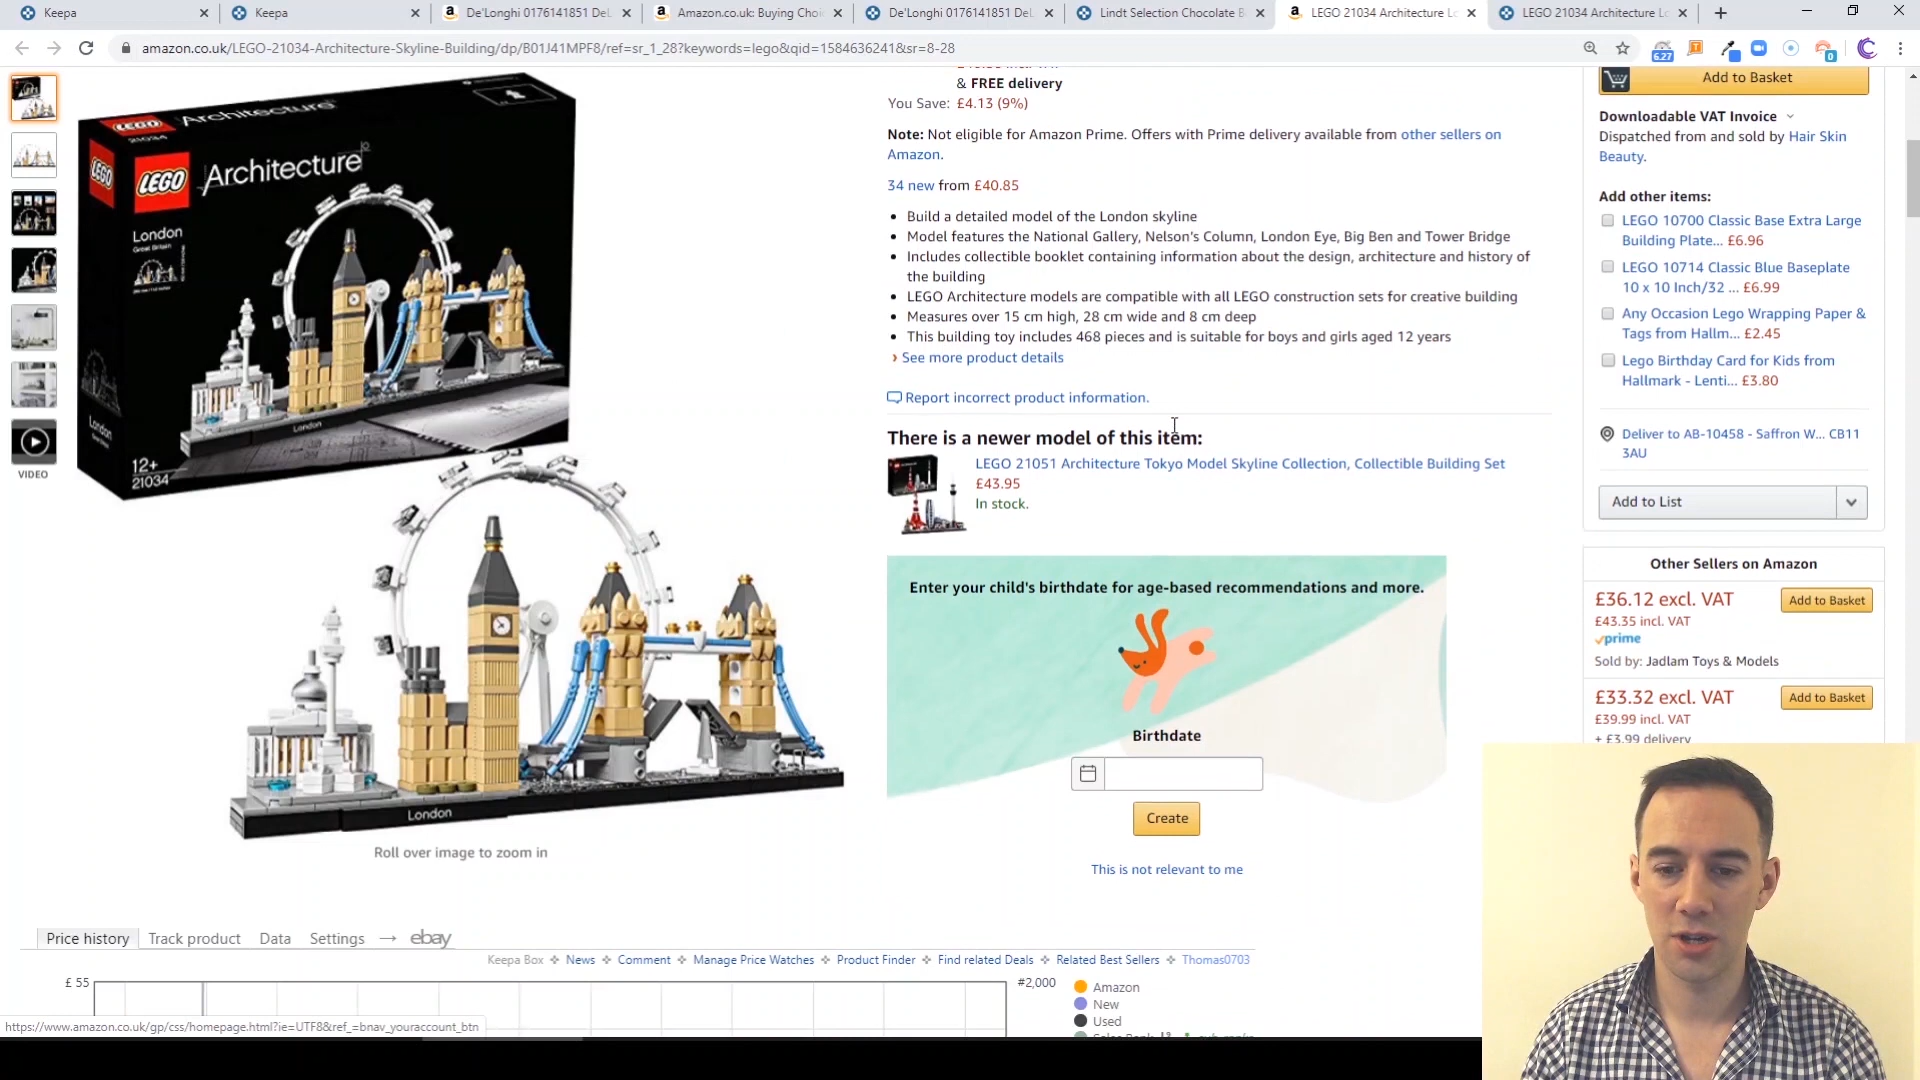 Keepa
Keepa
De'Longhi 0176141851 DeL
Amazon.co.uk: Buying Choi
De'Longhi 0176141851 DeL
Lindt Selection Chocolate B
LEGO 21034 Architecture Lo
LEGO 21034 Architecture Lo
amazon.co.uk/LEGO-21034-Architecture-Skyline-Building/dp/B01J41MPF8/ref=sr_1_28?keywords=lego&qid=1584636241&sr=8-28
6.27
0
VIDEO
LEGO
Architecture
21034
LEGO
LEGO
Architecture
London
Great Britain
London
London
12+
21034
London
Roll over image to zoom in
& FREE delivery
You Save: £4.13 (9%)
Note: Not eligible for Amazon Prime. Offers with Prime delivery available from other sellers on
Amazon.
34 new from £40.85
Build a detailed model of the London skyline
Model features the National Gallery, Nelson's Column, London Eye, Big Ben and Tower Bridge
Includes collectible booklet containing information about the design, architecture and history of
the building
LEGO Architecture models are compatible with all LEGO construction sets for creative building
Measures over 15 cm high, 28 cm wide and 8 cm deep
This building toy includes 468 pieces and is suitable for boys and girls aged 12 years
› See more product details
Report incorrect product information.
There is a newer model of this item:
LEGO 21051 Architecture Tokyo Model Skyline Collection, Collectible Building Set
£43.95
In stock.
Enter your child's birthdate for age-based recommendations and more.
Birthdate
Create
This is not relevant to me
Add to Basket
Downloadable VAT Invoice
Dispatched from and sold by Hair Skin
Beauty.
Add other items:
LEGO 10700 Classic Base Extra Large
Building Plate... £6.96
LEGO 10714 Classic Blue Baseplate
10 x 10 Inch/32 ... £6.99
Any Occasion Lego Wrapping Paper &
Tags from Hallm... £2.45
Lego Birthday Card for Kids from
Hallmark - Lenti... £3.80
Deliver to AB-10458 - Saffron W... CB11
3AU
Add to List
Other Sellers on Amazon
£36.12 excl. VAT
Add to Basket
£43.35 incl. VAT
prime
Sold by: Jadlam Toys & Models
£33.32 excl. VAT
Add to Basket
£39.99 incl. VAT
+ £3.99 delivery
Price history
Track product
Data
Settings
→
ebay
Keepa Box
News
Comment
Manage Price Watches
Product Finder
Find related Deals
Related Best Sellers
Thomas0703
£ 55
#2,000
Amazon
New
Used
https://www.amazon.co.uk/gp/css/homepage.html?ie=UTF8&ref_=bnav_youraccount_btn